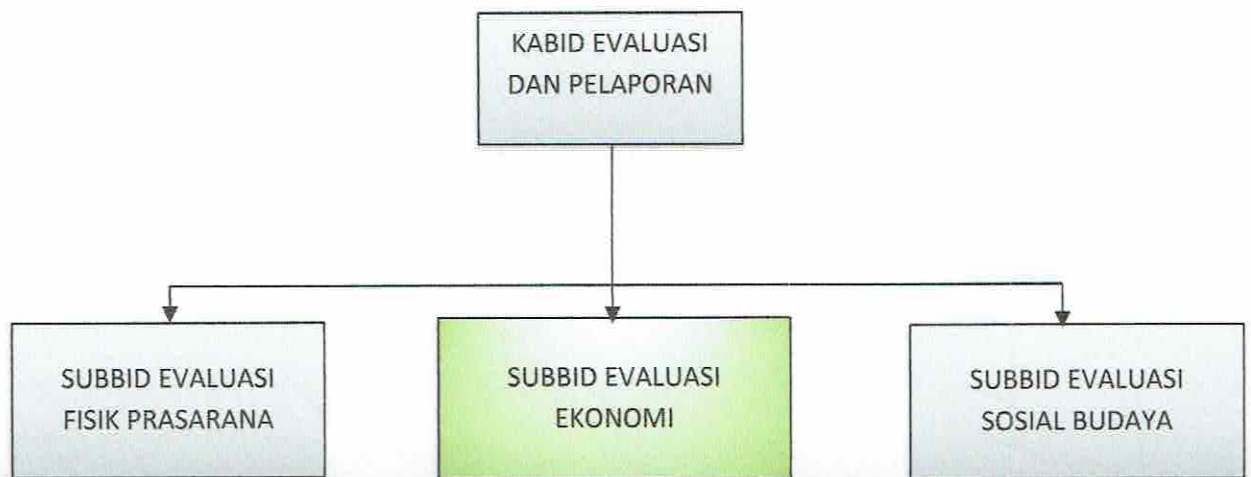 KABID EVALUASI
DAN PELAPORAN
SUBBID EVALUASI
FISIK PRASARANA
SUBBID EVALUASI
EKONOMI
SUBBID EVALUASI
SOSIAL BUDAYA